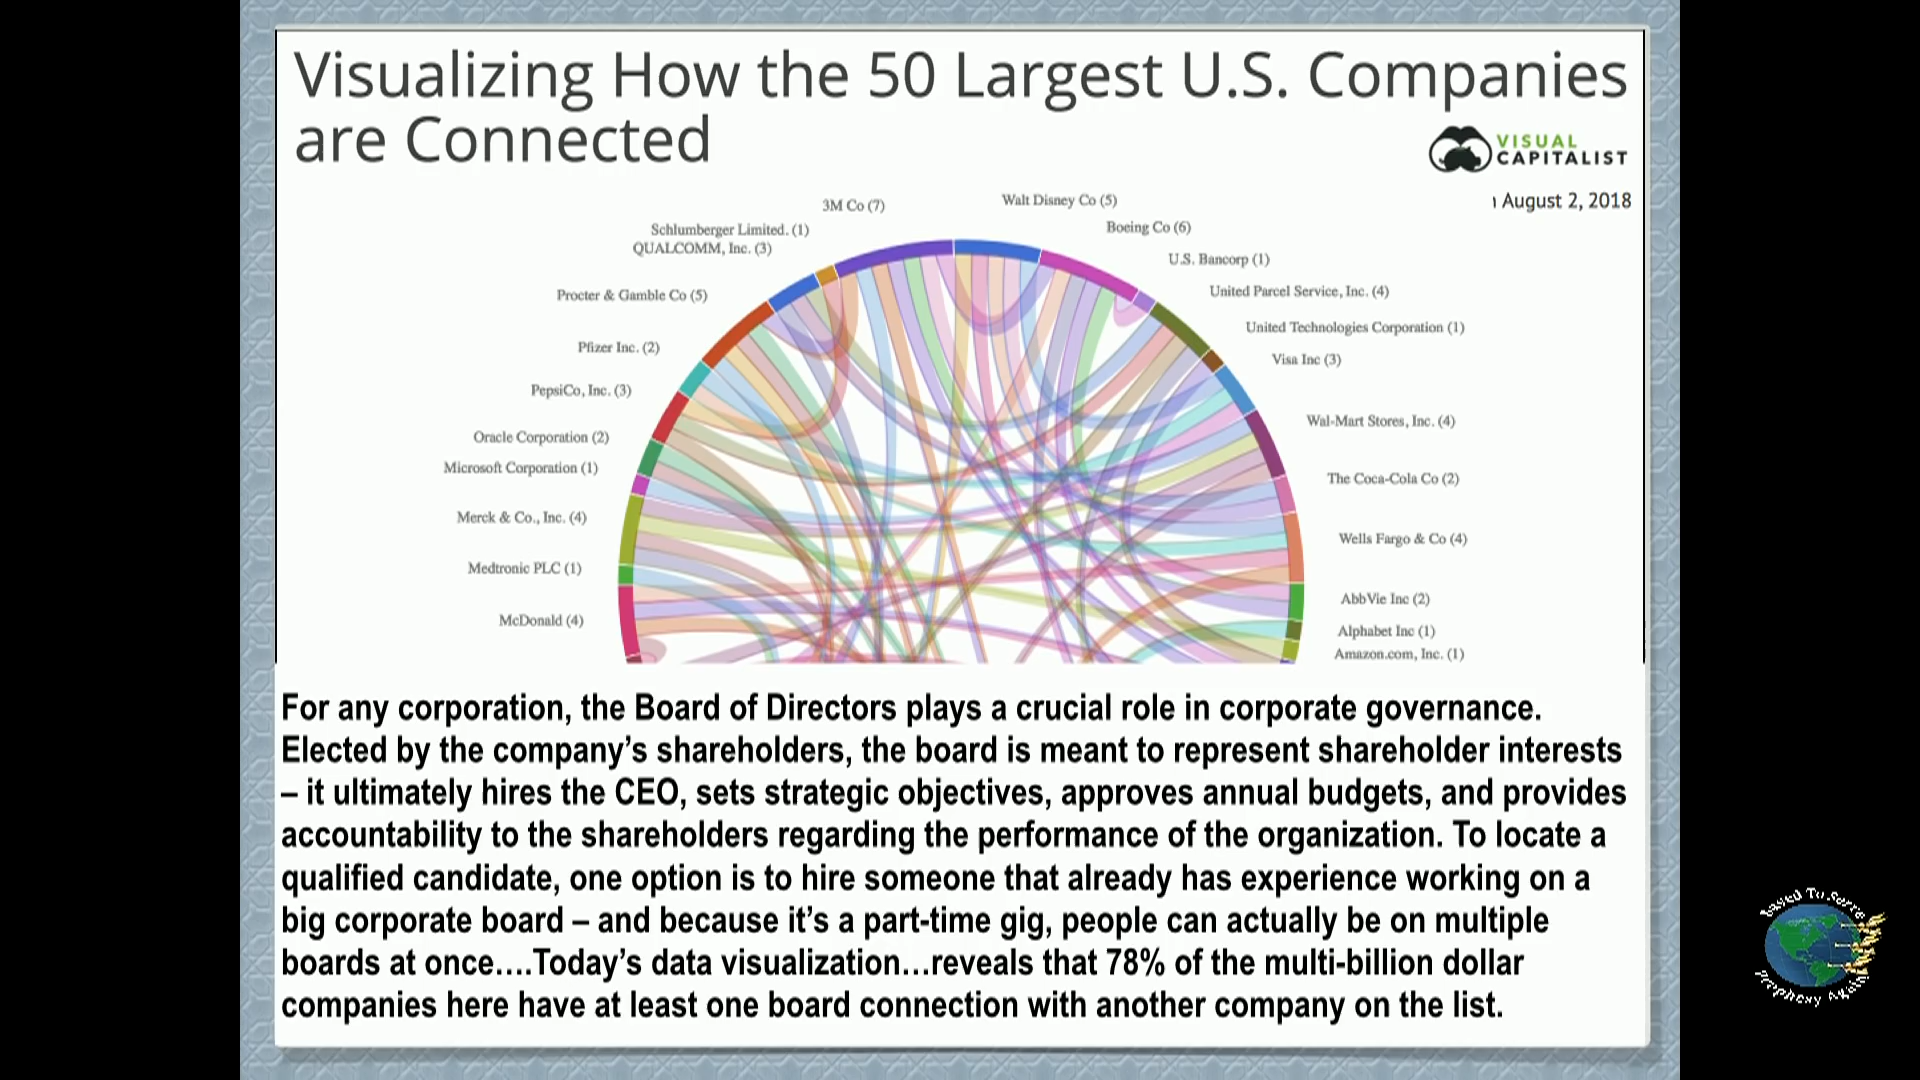 Visualizing How the 50 Largest U.S. Companies
are Connected
VISUAL
CAPITALIST
August 2, 2018
3M Co (7)
Walt Disney Co (5)
Schlumberger Limited. (1)
Boeing Co (6)
QUALCOMM, Inc. (3)
U.S. Bancorp (1)
Procter & Gamble Co (5)
United Parcel Service, Inc. (4)
United Technologies Corporation (1)
Pfizer Inc. (2)
Visa Inc (3)
PepsiCo, Inc. (3)
Wal-Mart Stores, Inc. (4)
Oracle Corporation (2)
Microsoft Corporation (1)
The Coca-Cola Co (2)
Merck & Co., Inc. (4)
Wells Fargo & Co (4)
Medtronic PLC (1)
AbbVie Inc (2)
McDonald (4)
Alphabet Inc (1)
Amazon.com, Inc. (1)
For any corporation, the Board of Directors plays a crucial role in corporate governance.
Elected by the company’s shareholders, the board is meant to represent shareholder interests
– it ultimately hires the CEO, sets strategic objectives, approves annual budgets, and provides
accountability to the shareholders regarding the performance of the organization. To locate a
qualified candidate, one option is to hire someone that already has experience working on a
big corporate board – and because it’s a part-time gig, people can actually be on multiple
boards at once….Today’s data visualization…reveals that 78% of the multi-billion dollar
companies here have at least one board connection with another company on the list.
To Serve
Prophecy Again